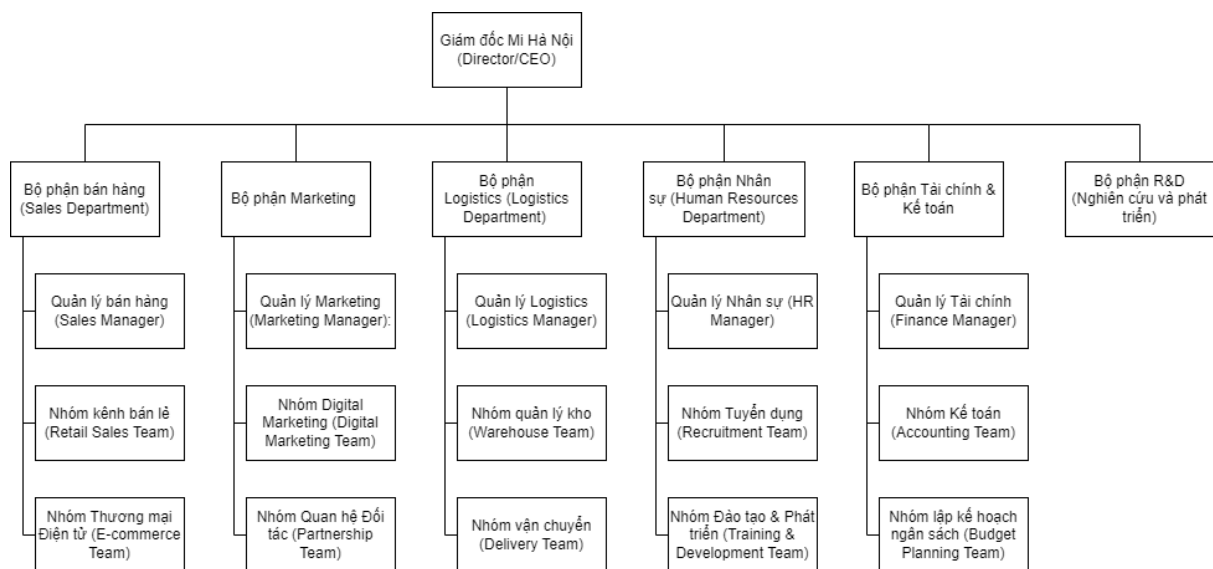 Giám đốc Mi Hà Nội
(Director/CEO)
Bộ phận bán hàng
(Sales Department)
Bộ phận Marketing
Bộ phận
Logistics (Logistics
Department)
Bộ phận Nhân
sự (Human Resources
Department)
Bộ phận Tài chính &
Kế toán
Bộ phận R&D
(Nghiên cứu và phát
triển)
Quản lý bán hàng
(Sales Manager)
Quản lý Marketing
(Marketing Manager):
Quản lý Logistics
(Logistics Manager)
Quản lý Nhân sự (HR
Manager)
Quản lý Tài chính
(Finance Manager)
Nhóm kênh bán lẻ
(Retail Sales Team)
Nhóm Digital
Marketing (Digital
Marketing Team)
Nhóm quản lý kho
(Warehouse Team)
Nhóm Tuyển dụng
(Recruitment Team)
Nhóm Kế toán
(Accounting Team)
Nhóm Thương mại
Điện tử (E-commerce
Team)
Nhóm Quan hệ Đối
tác (Partnership
Team)
Nhóm vận chuyển
(Delivery Team)
Nhóm Đào tạo & Phát
triển (Training &
Development Team)
Nhóm lập kế hoạch
ngân sách (Budget
Planning Team)